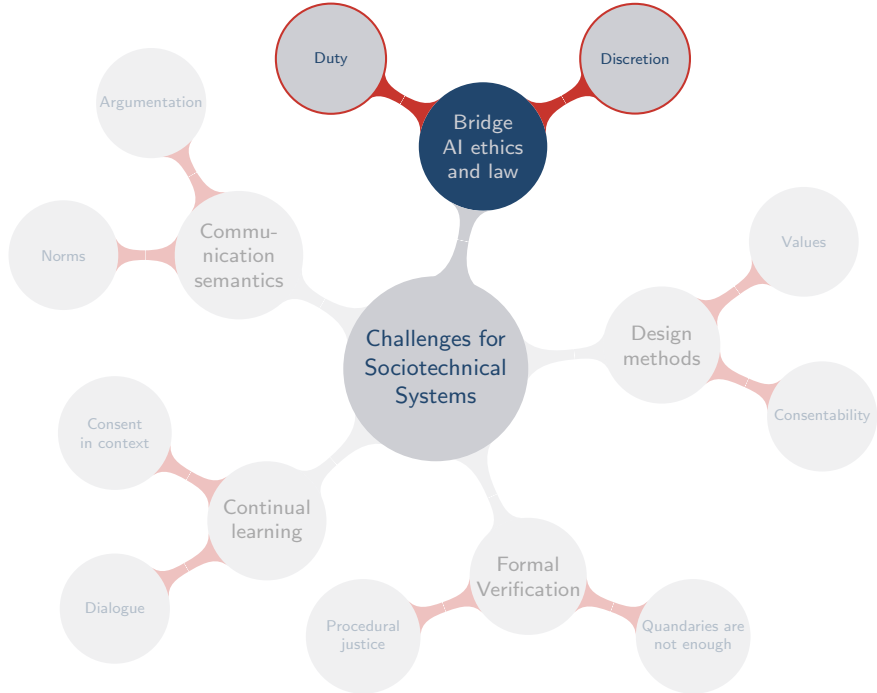 Duty
Discretion
Bridge
AI ethics
and law
Argumentation
Commu-
nication
semantics
Norms
Values
Design
methods
Consentability
Challenges for
Sociotechnical
Systems
Consent
in context
Continual
learning
Dialogue
Formal
Verification
Procedural
justice
Quandaries are
not enough